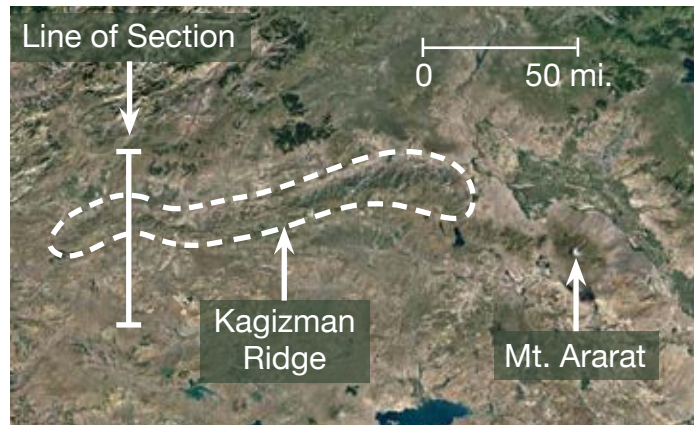 Line of Section
0 50 mi.
Kagizman
Ridge
Mt. Ararat